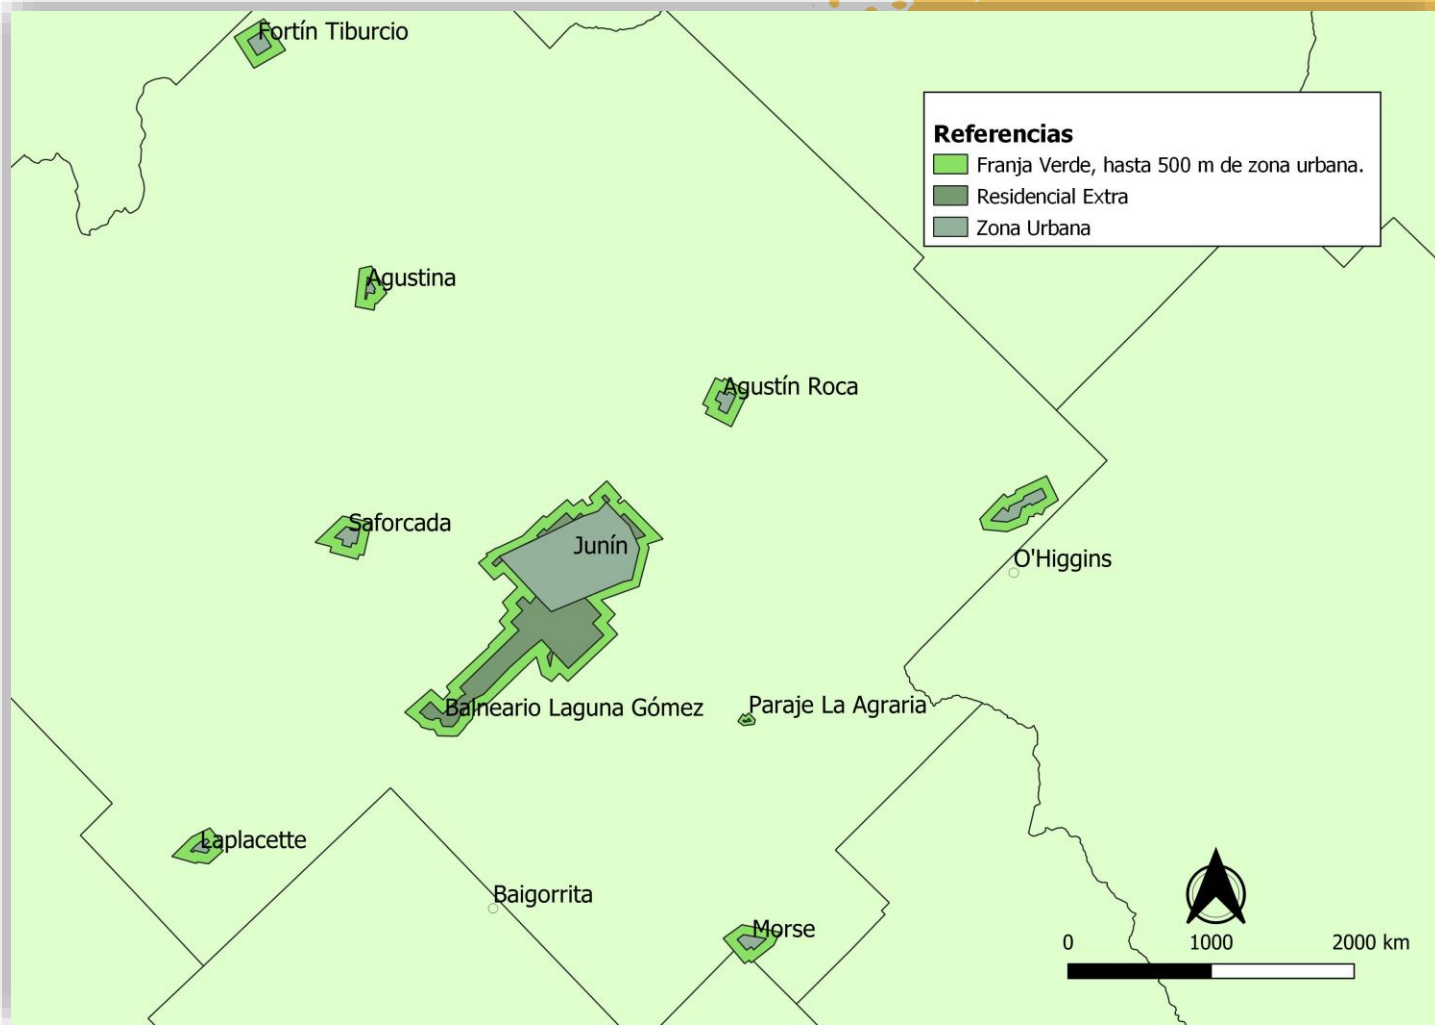 Fortín Tiburcio
Referencias
Franja Verde, hasta 500 m de zona urbana.
Residencial Extra
Zona Urbana
Agustina
Agustín Roca
Saforcada
Junín
O'Higgins
Balneario Laguna Gómez
Paraje La Agraria
Laplacette
Baigorrita
Morse
0 1000 2000 km